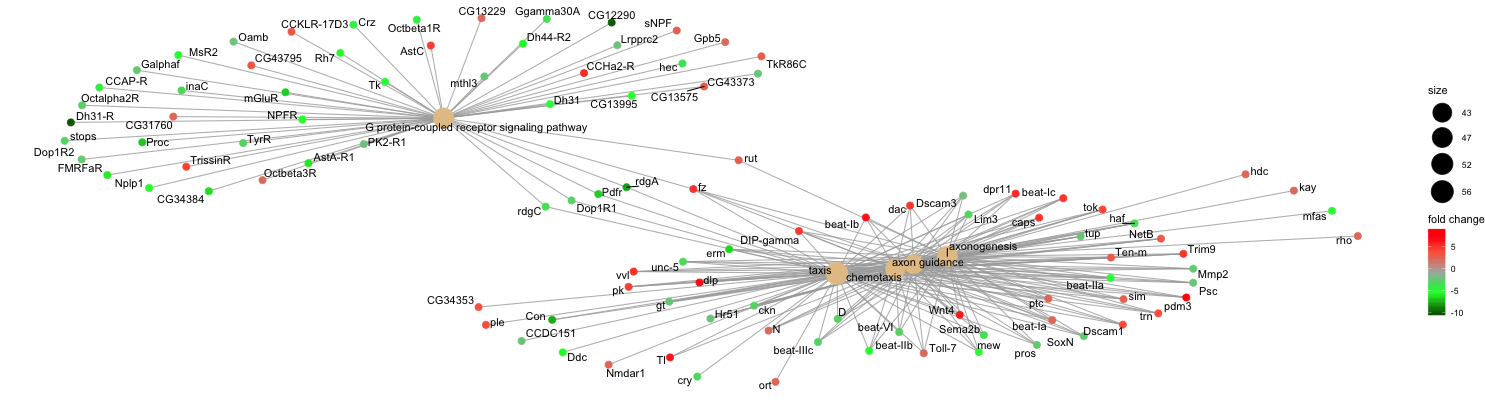 CG13229
Ggamma30A
CG12290
CCKLR-17D3
Crz
Octbeta1R
sNPF
Oamb
AstC
Dh44-R2
Lrpprc2
Gpb5
MsR2
CG43795
Rh7
CCHa2-R
hec
TkR86C
Galphaf
CCAP-R
inaC
Tk
mthl3
CG43373
Octalpha2R
mGluR
Dh31
CG13995
CG13575
Dh31-R
CG31760
NPFR
G protein-coupled receptor signaling pathway
stops
Proc
TyrR
PK2-R1
Dop1R2
FMRFaR
TrissinR
AstA-R1
rut
Nplp1
Octbeta3R
CG34384
rdgA
Pdfr
fz
rdgC
Dop1R1
hdc
kay
mfas
rho
dpr11
beat-Ic
dac
Dscam3
tok
beat-Ib
Lim3
caps
haf
tup
NetB
DIP-gamma
erm
axonogenesis
Ten-m
Trim9
unc-5
taxis
axon guidance
chemotaxis
vvl
pk
dlp
beat-IIa
Mmp2
Psc
CG34353
gt
ckn
ptc
sim
pdm3
ple
Con
Hr51
D
Wnt4
trn
CCDC151
N
beat-VI
Sema2b
beat-Ia
Dscam1
Ddc
Tl
beat-IIIc
beat-IIb
Toll-7
mew
pros
SoxN
Nmdar1
cry
ort
size
43
47
52
56
fold change
5
0
-5
-10